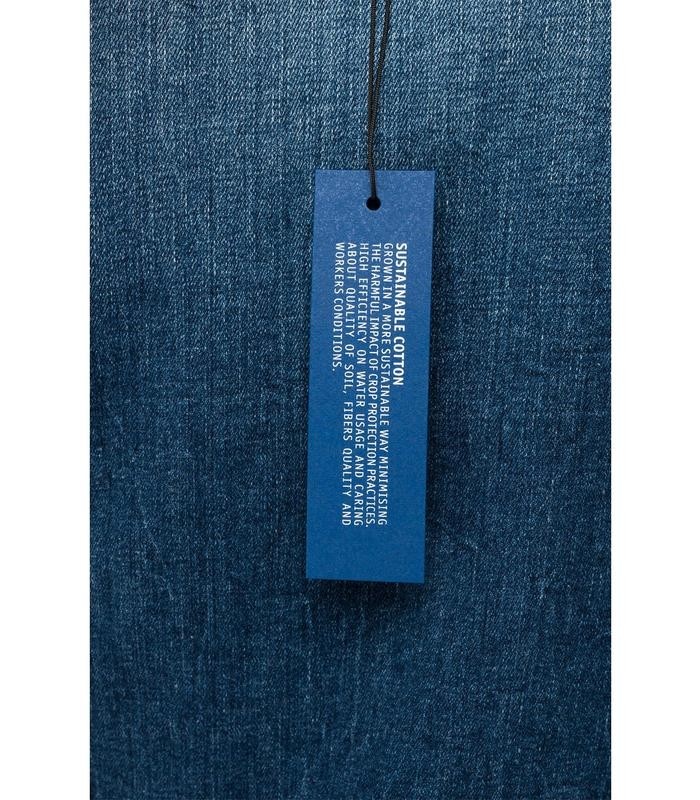 SUSTAINABLE COTTON
GROWN IN A MORE SUSTAINABLE WAY MINIMISING
THE HARMFUL IMPACT OF CROP PROTECTION PRACTICES.
HIGH EFFICIENCY ON WATER USAGE AND CARING
ABOUT QUALITY OF SOIL, FIBERS QUALITY AND
WORKERS CONDITIONS.